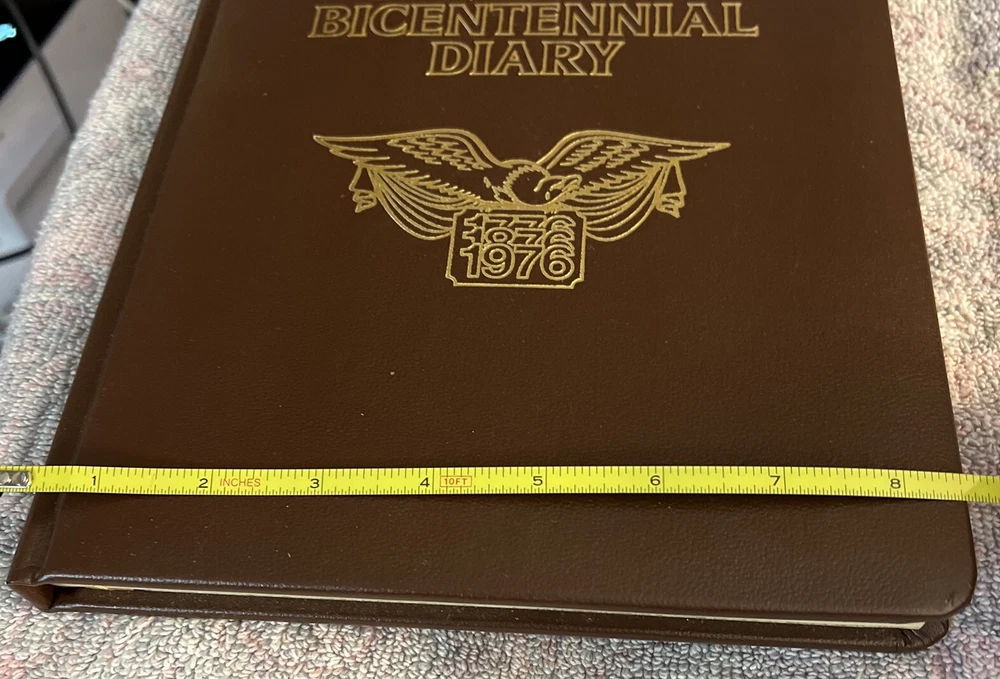 BICENTENNIAL
DIARY
1776
1876
1976
1 2 INCHES 3 4 10FT 5 6 7 8